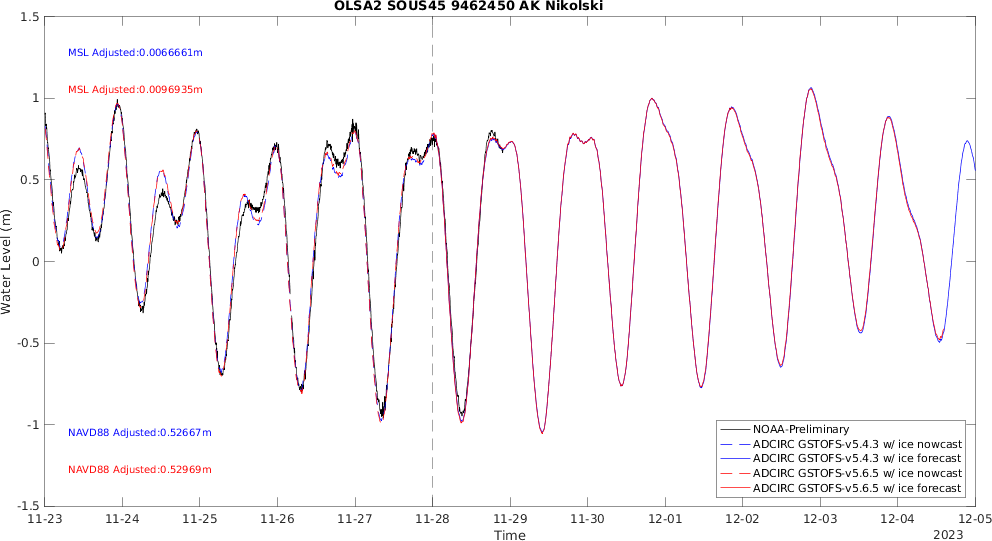 OLSA2 SOUS45 9462450 AK Nikolski
1.5
1
0.5
0
-0.5
-1
-1.5
Water Level (m)
MSL Adjusted:0.0066661m
MSL Adjusted:0.0096935m
NAVD88 Adjusted:0.52667m
NAVD88 Adjusted:0.52969m
NOAA-Preliminary
ADCIRC GSTOFS-v5.4.3 w/ ice nowcast
ADCIRC GSTOFS-v5.4.3 w/ ice forecast
ADCIRC GSTOFS-v5.6.5 w/ ice nowcast
ADCIRC GSTOFS-v5.6.5 w/ ice forecast
11-23 11-24 11-25 11-26 11-27 11-28 11-29 11-30 12-01 12-02 12-03 12-04 12-05
Time
2023